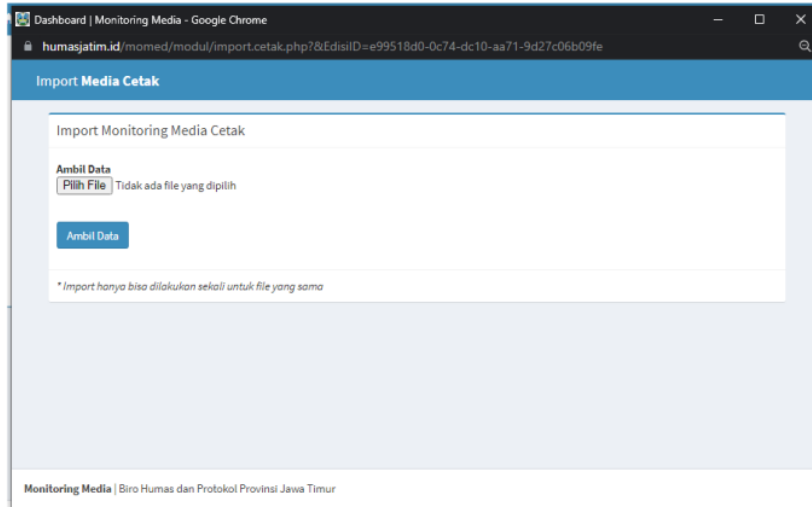 Dashboard | Monitoring Media - Google Chrome
humasjatim.id/momed/modul/import.cetak.php?&EdisiID=e99518d0-0c74-dc10-aa71-9d27c06b09fe
Import Media Cetak
Import Monitoring Media Cetak
Ambil Data
Pilih File Tidak ada file yang dipilih
Ambil Data
* Import hanya bisa dilakukan sekali untuk file yang sama
Monitoring Media | Biro Humas dan Protokol Provinsi Jawa Timur